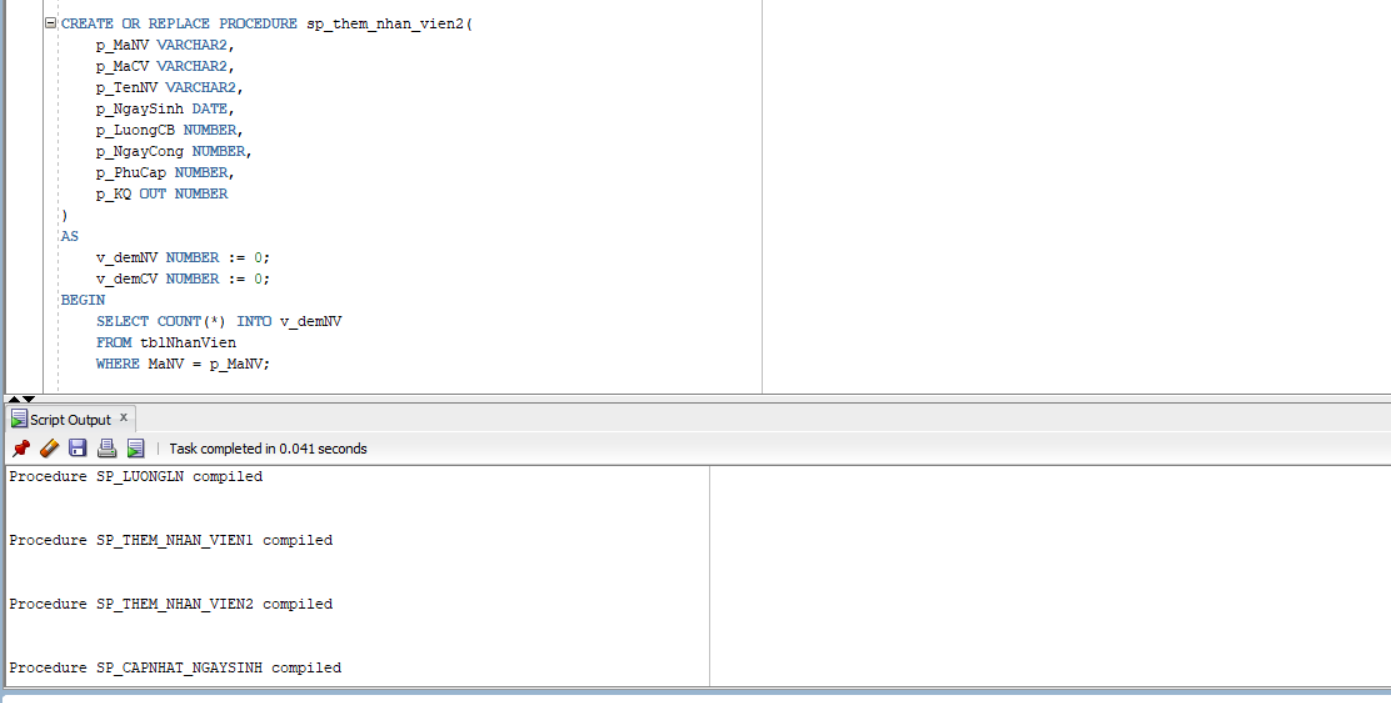 CREATE OR REPLACE PROCEDURE sp_them_nhan_vien2(
p_MaNV VARCHAR2,
p_MaCV VARCHAR2,
p_TenNV VARCHAR2,
p_NgaySinh DATE,
p_LuongCB NUMBER,
p_NgayCong NUMBER,
p_PhuCap NUMBER,
p_KQ OUT NUMBER
)
AS
v_demNV NUMBER := 0;
v_demCV NUMBER := 0;
BEGIN
SELECT COUNT(*) INTO v_demNV
FROM tblNhanVien
WHERE MaNV = p_MaNV;
Script Output x
Task completed in 0.041 seconds
Procedure SP_LUONGLN compiled
Procedure SP_THEM_NHAN_VIEN1 compiled
Procedure SP_THEM_NHAN_VIEN2 compiled
Procedure SP_CAPNHAT_NGAYSINH compiled